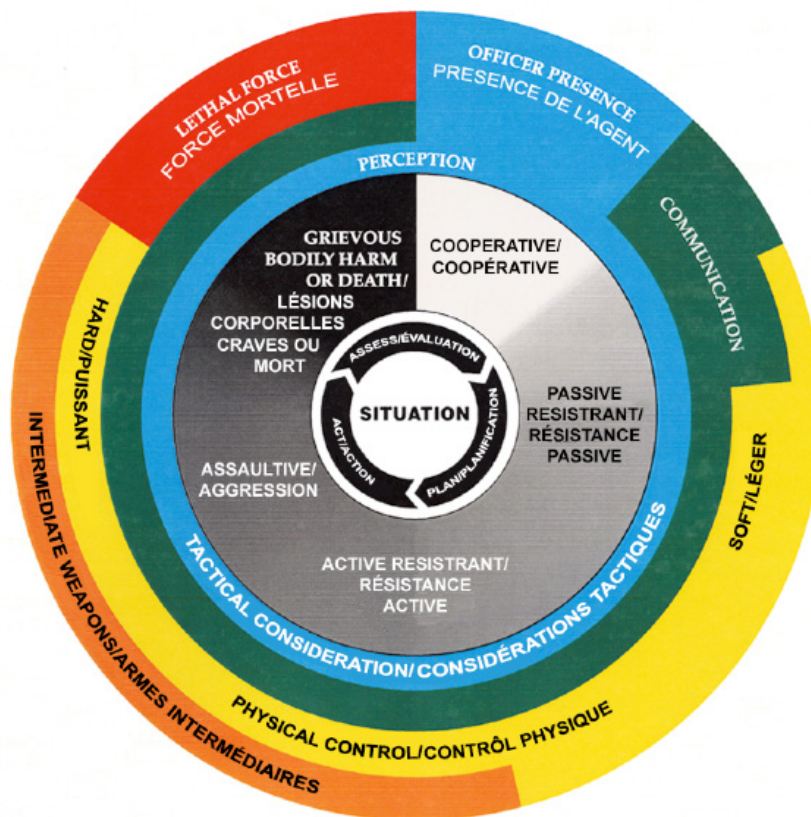 LETHAL FORCE
FORCE MORTELLE
OFFICER PRESENCE
PRESENCE DE L'AGENT
COMMUNICATION
PERCEPTION
GRIEVOUS
BODILY HARM
OR DEATH/
LÉSIONS
CORPORELLES
CRAVES OU
MORT
COOPERATIVE/
COOPÉRATIVE
ASSESS/ÉVALUATION
SITUATION
PLAN/PLANIFICATION
ACT/ACTION
PASSIVE
RESISTRANT/
RÉSISTANCE
PASSIVE
ASSAULTIVE/
AGGRESSION
ACTIVE RESISTRANT/
RÉSISTANCE
ACTIVE
TACTICAL CONSIDERATION/CONSIDÉRATIONS TACTIQUES
HARD/PUISSANT
SOFT/LÉGER
PHYSICAL CONTROL/CONTRÔL PHYSIQUE
INTERMEDIATE WEAPONS/ARMES INTERMÉDIAIRES